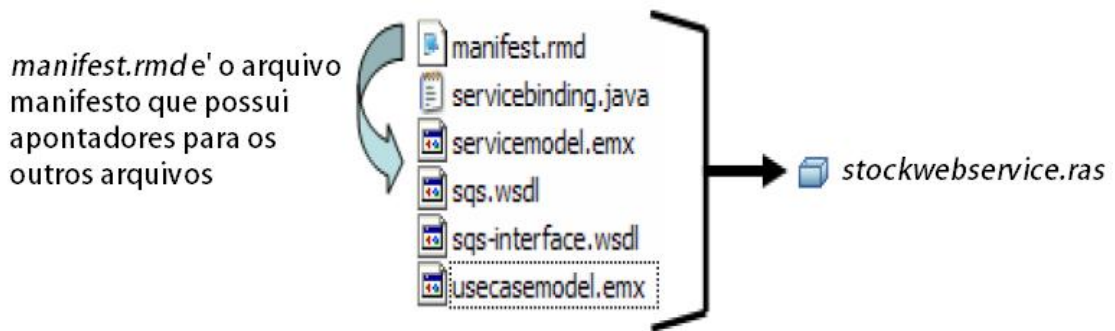 manifest.rmd e' o arquivo
manifesto que possui
apontadores para os
outros arquivos
manifest.rmd
servicebinding.java
servicemodel.emx
sqs.wsdl
sqs-interface.wsdl
usecasemodel.emx
stockwebservice.ras